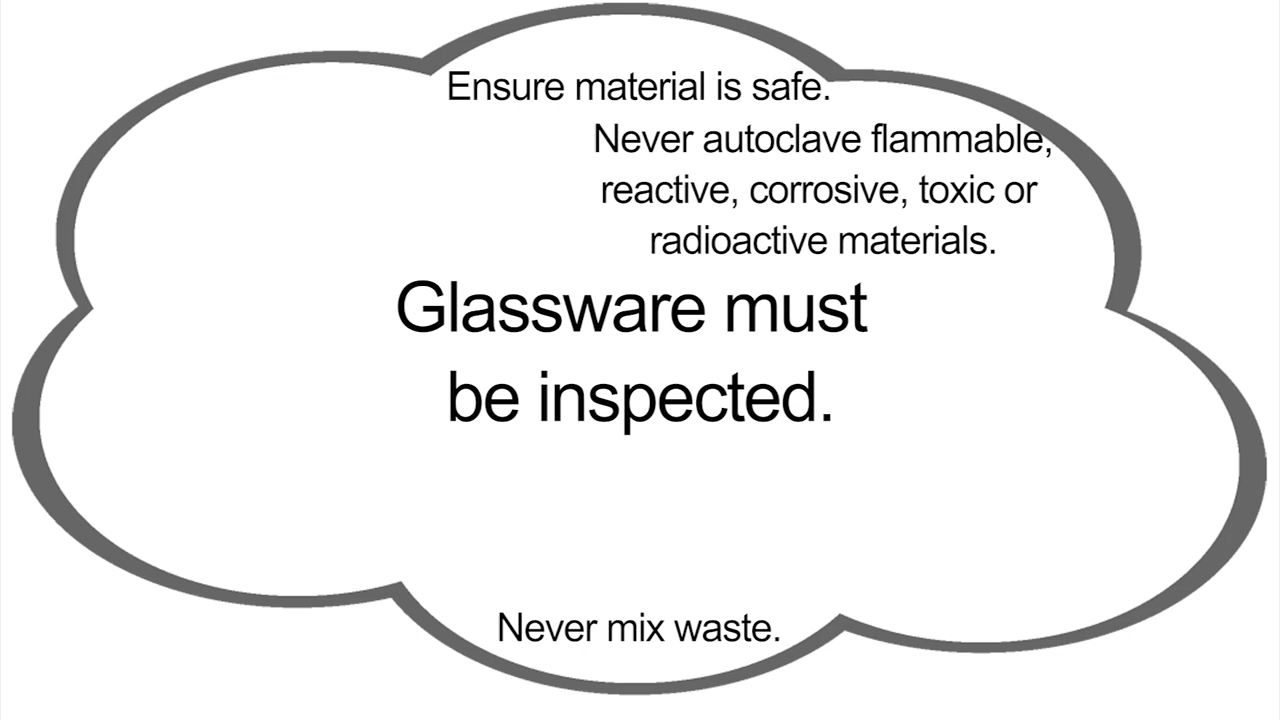 Ensure material is safe.
Never autoclave flammable,
reactive, corrosive, toxic or
radioactive materials.
Glassware must
be inspected.
Never mix waste.